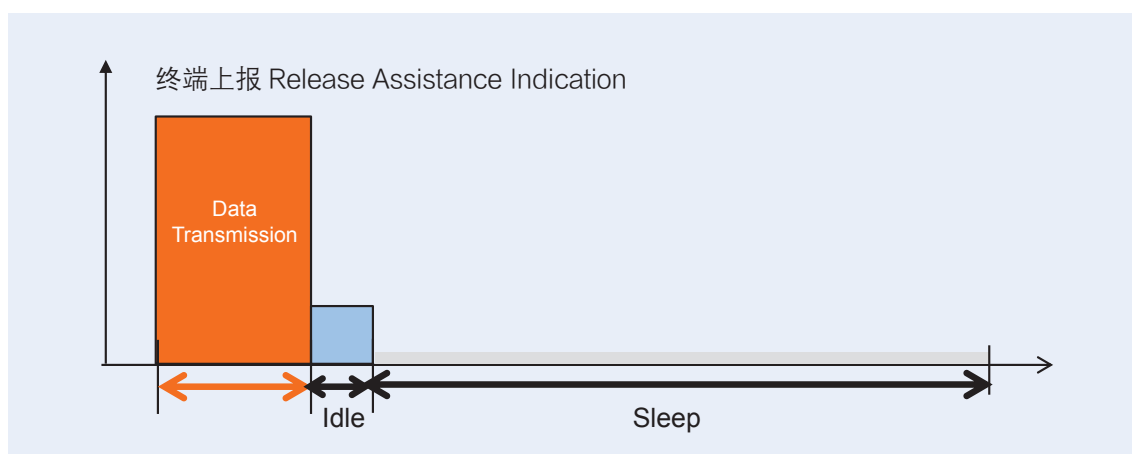 终端上报 Release Assistance Indication
Data
Transmission
Idle
Sleep